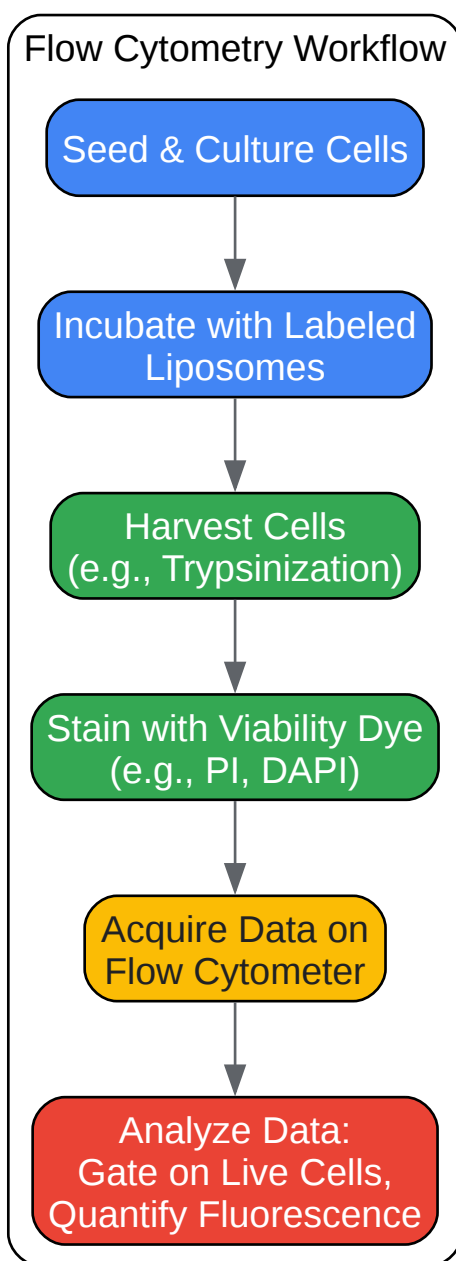 Flow Cytometry Workflow
Seed & Culture Cells
Incubate with Labeled
Liposomes
Harvest Cells
(e.g., Trypsinization)
Stain with Viability Dye
(e.g., PI, DAPI)
Acquire Data on
Flow Cytometer
Analyze Data:
Gate on Live Cells,
Quantify Fluorescence